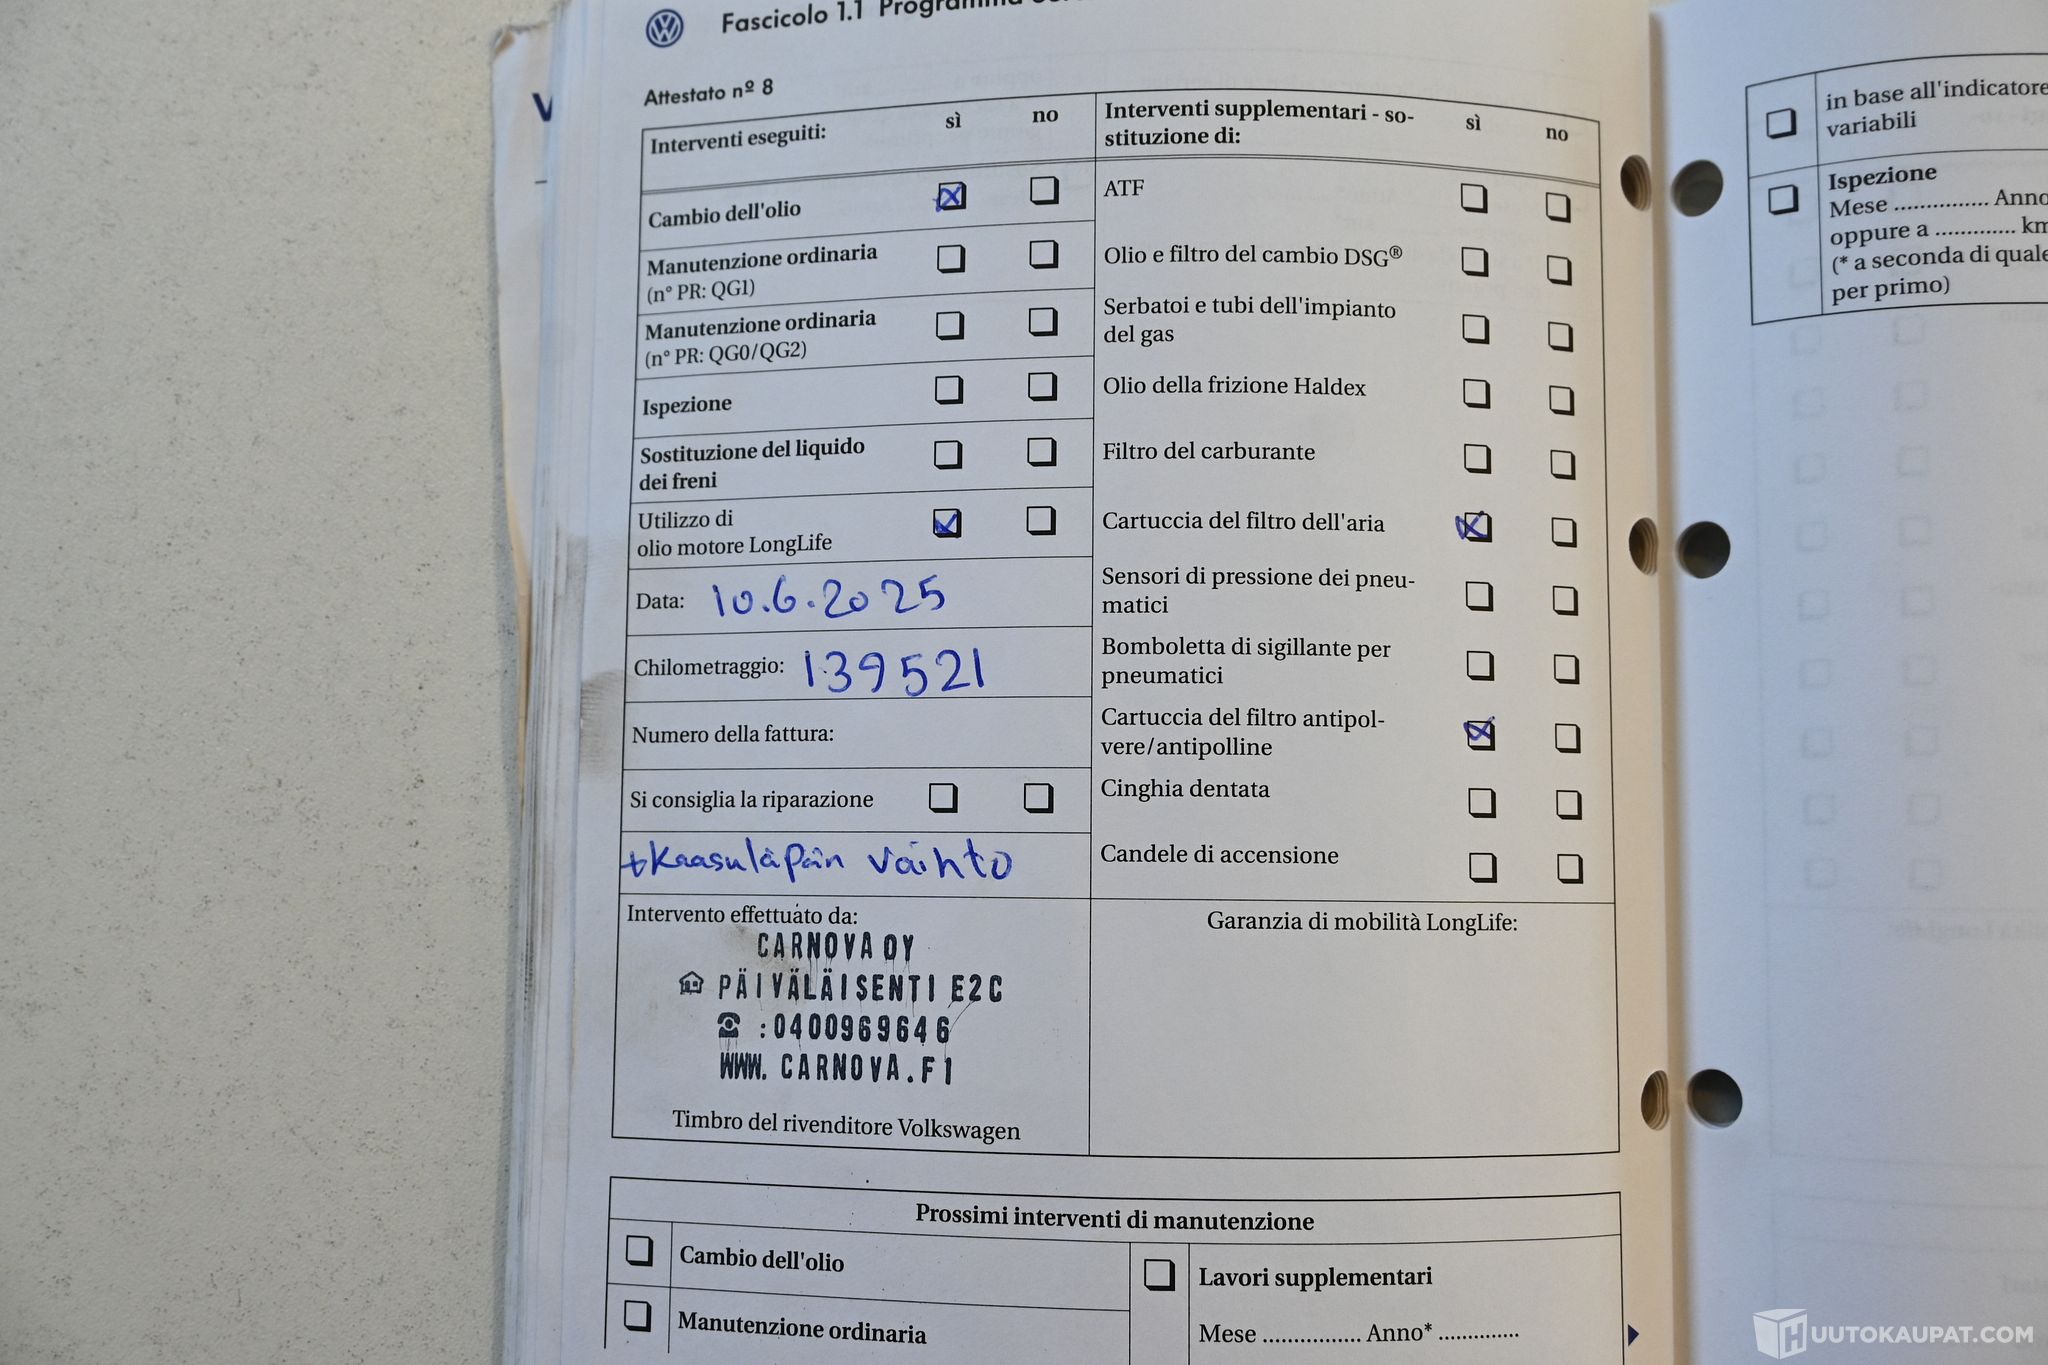 Fascicolo 1.1 Programma
Attestato nº 8
Interventi eseguiti: sì no
Cambio dell'olio
Manutenzione ordinaria
(n° PR: QG1)
Manutenzione ordinaria
(n° PR: QG0/QG2)
Ispezione
Sostituzione del liquido
dei freni
Utilizzo di
olio motore LongLife
Data: 10.6.2025
Chilometraggio: 139521
Numero della fattura:
Si consiglia la riparazione
+kaasuläpän vaihto
Intervento effettuato da:
CARNOVA OY
PÄIVÄLÄISENTI E2C
:0400969646
WWW.CARNOVA.FI
Timbro del rivenditore Volkswagen
Interventi supplementari - so-
stituzione di: sì no
ATF
Olio e filtro del cambio DSG®
Serbatoi e tubi dell'impianto
del gas
Olio della frizione Haldex
Filtro del carburante
Cartuccia del filtro dell'aria
Sensori di pressione dei pneu-
matici
Bomboletta di sigillante per
pneumatici
Cartuccia del filtro antipol-
vere/antipolline
Cinghia dentata
Candele di accensione
Garanzia di mobilità LongLife:
Prossimi interventi di manutenzione
Cambio dell'olio
Manutenzione ordinaria
Lavori supplementari
Mese ................ Anno* .............
in base all'indicatore
variabili
Ispezione
Mese ............... Anno
oppure a ............. km
(* a seconda di quale
per primo)
HUUTOKAUPAT.COM